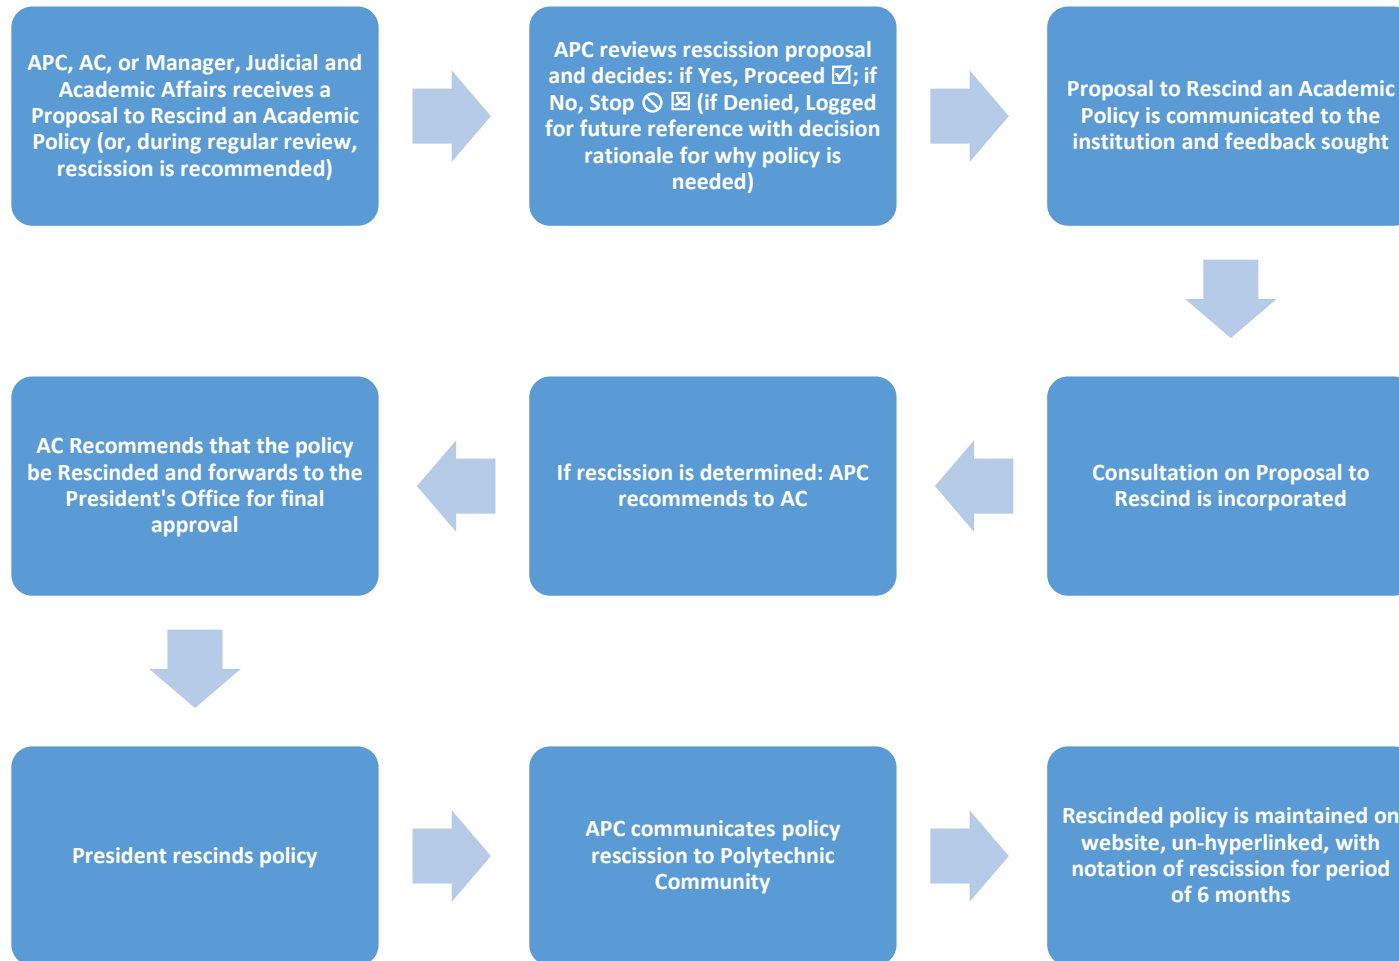 APC, AC, or Manager, Judicial and
Academic Affairs receives a
Proposal to Rescind an Academic
Policy (or, during regular review,
rescission is recommended)
APC reviews rescission proposal
and decides: if Yes, Proceed ☑; if
No, Stop 🛇 ☒ (if Denied, Logged
for future reference with decision
rationale for why policy is
needed)
Proposal to Rescind an Academic
Policy is communicated to the
institution and feedback sought
Consultation on Proposal to
Rescind is incorporated
If rescission is determined: APC
recommends to AC
AC Recommends that the policy
be Rescinded and forwards to the
President's Office for final
approval
President rescinds policy
APC communicates policy
rescission to Polytechnic
Community
Rescinded policy is maintained on
website, un-hyperlinked, with
notation of rescission for period
of 6 months